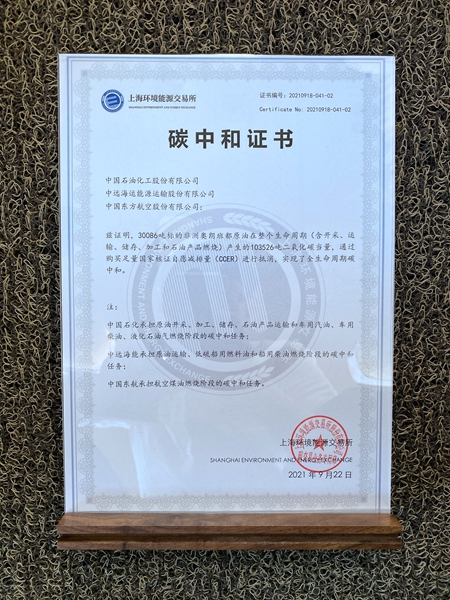 上海环境能源交易所
SHANGHAI ENVIRONMENT AND ENERGY EXCHANGE
证书编号：20210918-041-02
Certificate No: 20210918-041-02
碳中和证书
中国石油化工股份有限公司
中远海运能源运输股份有限公司
中国东方航空股份有限公司：
兹证明，30086吨标的非洲奥朗班都原油在整个生命周期（含开采、运
输、储存、加工和石油产品燃烧）产生的103526吨二氧化碳当量，通过
购买足量国家核证自愿减排量（CCER）进行抵消，实现了全生命周期碳
中和。
注：
中国石化承担原油开采、加工、储存、石油产品运输和车用汽油、车用
柴油、液化石油气燃烧阶段的碳中和任务；
中远海能承担原油运输、低硫船用燃料油和船用柴油燃烧阶段的碳中和
任务；
中国东航承担航空煤油燃烧阶段的碳中和任务。
上海环境能源交易所
SHANGHAI ENVIRONMENT AND ENERGY EXCHANGE
2021年9月22日